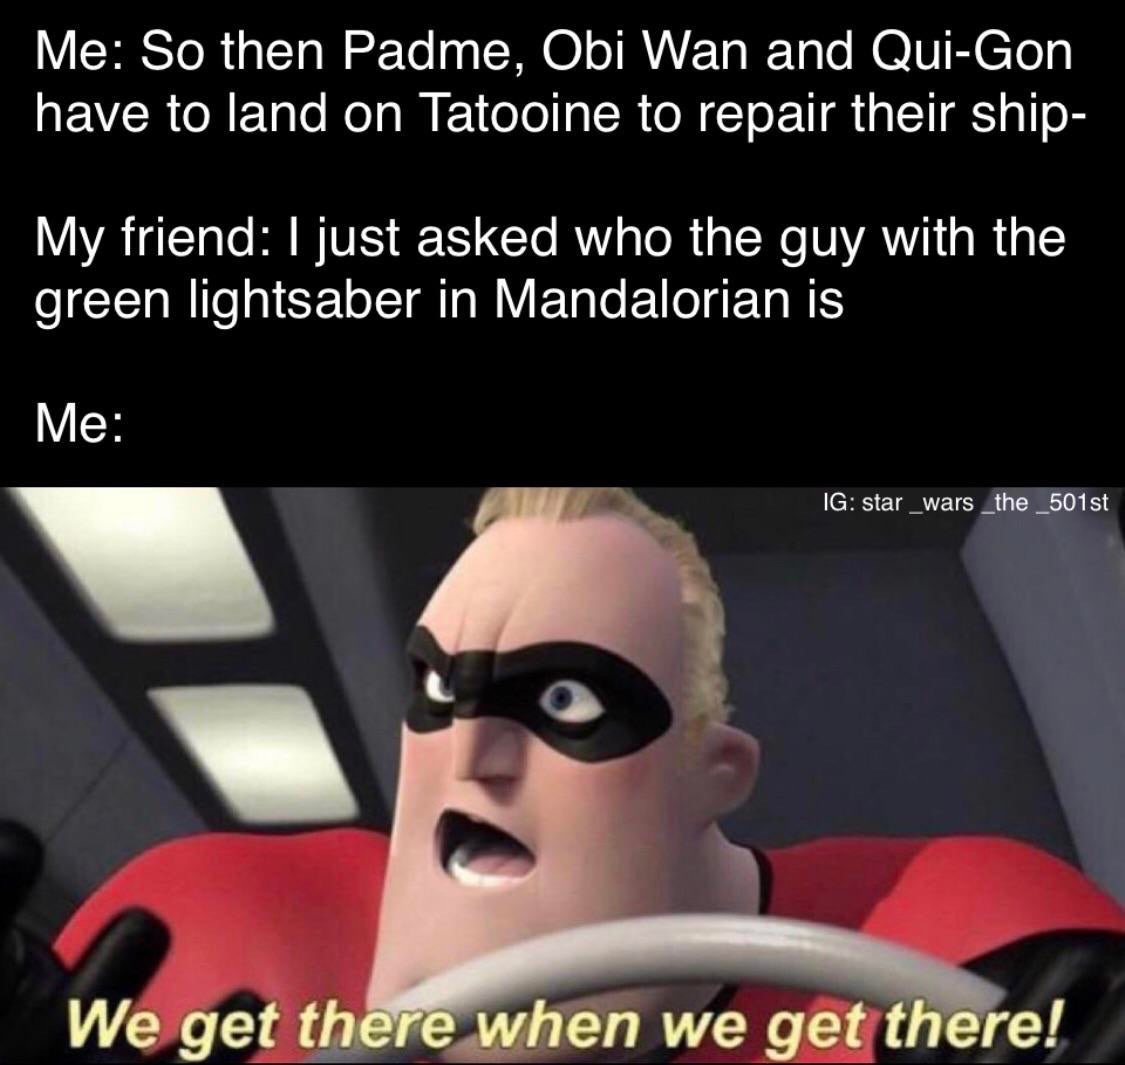 Me: So then Padme, Obi Wan and Qui-Gon
have to land on Tatooine to repair their ship-
My friend: I just asked who the guy with the
green lightsaber in Mandalorian is
Me:
IG: star _wars _the _501st
We get there when we get there!